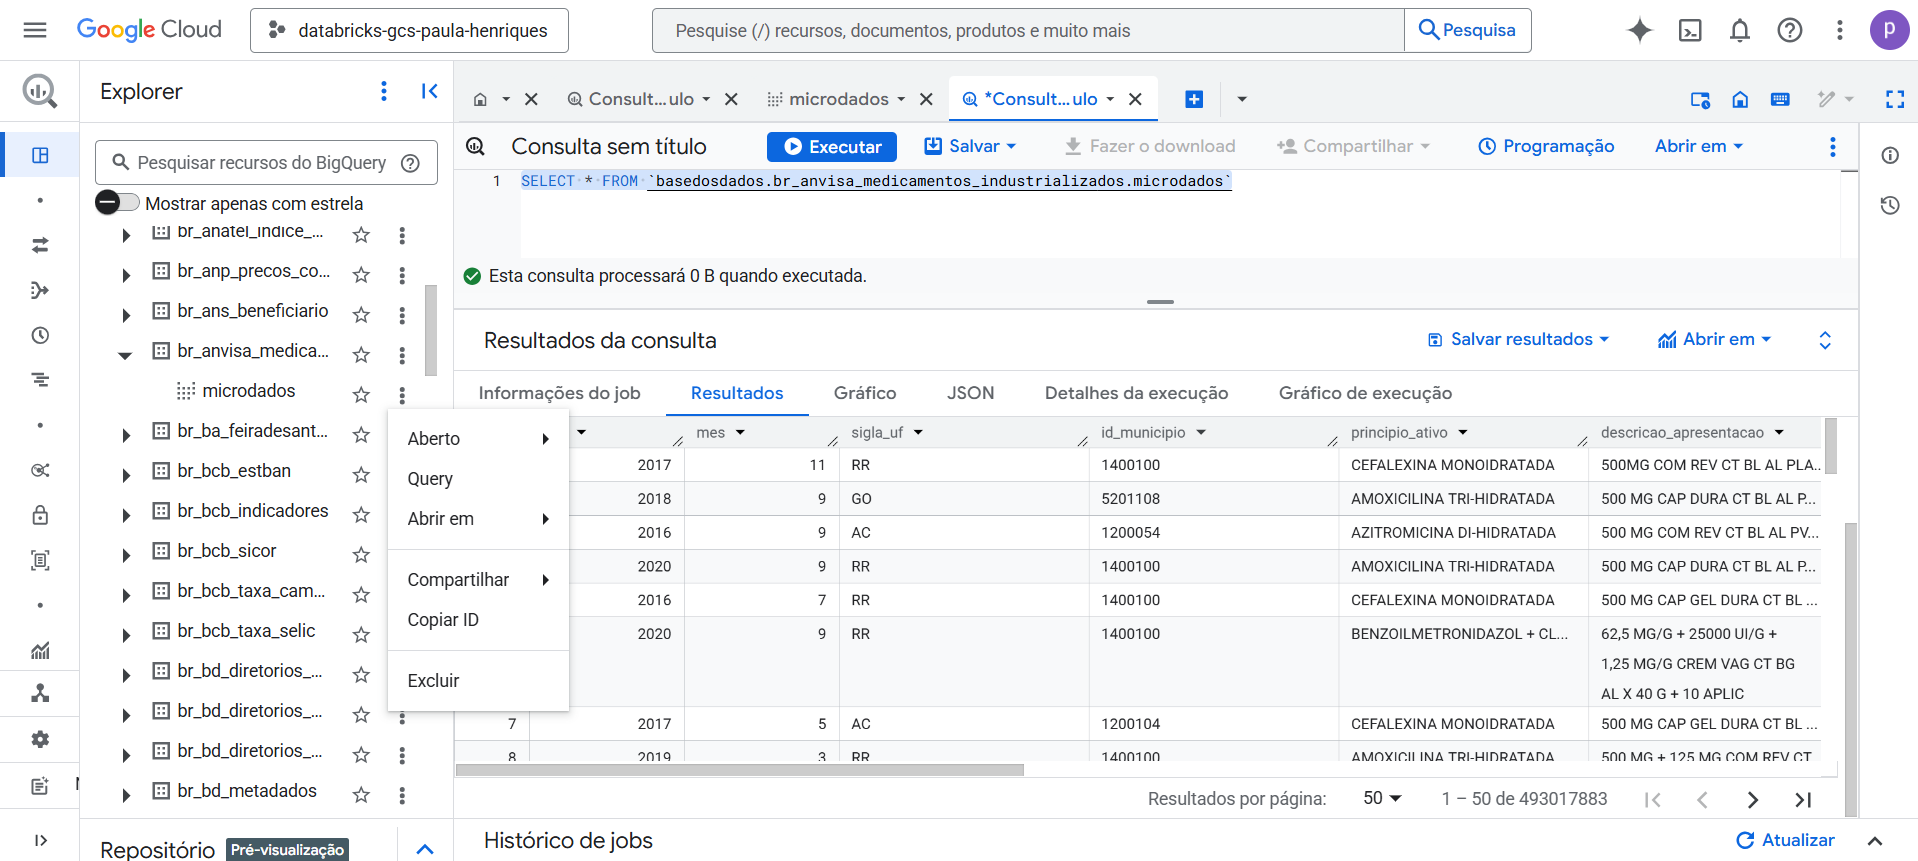 Google Cloud
databricks-gcs-paula-henriques
Pesquise (/) recursos, documentos, produtos e muito mais
Pesquisa
p
Explorer
Consult...ulo
microdados
*Consult...ulo
Pesquisar recursos do BigQuery
Consulta sem título
Executar
Salvar
Fazer o download
Compartilhar
Programação
Abrir em
Mostrar apenas com estrela
1 SELECT * FROM `basedosdados.br_anvisa_medicamentos_industrializados.microdados`
Esta consulta processará 0 B quando executada.
br_anatel_indice_...
br_anp_precos_co...
br_ans_beneficiario
br_anvisa_medica...
microdados
br_ba_feiradesant...
br_bcb_estban
br_bcb_indicadores
br_bcb_sicor
br_bcb_taxa_cam...
br_bcb_taxa_selic
br_bd_diretorios_...
br_bd_diretorios_...
br_bd_diretorios_...
br_bd_metadados
Repositório Pré-visualização
Aberto
Query
Abrir em
Compartilhar
Copiar ID
Excluir
Resultados da consulta
Salvar resultados
Abrir em
Informações do job
Resultados
Gráfico
JSON
Detalhes da execução
Gráfico de execução
mes sigla_uf id_municipio principio_ativo descricao_apresentacao
2017 11 RR 1400100 CEFALEXINA MONOIDRATADA 500MG COM REV CT BL AL PLA...
2018 9 GO 5201108 AMOXICILINA TRI-HIDRATADA 500 MG CAP DURA CT BL AL P...
2016 9 AC 1200054 AZITROMICINA DI-HIDRATADA 500 MG COM REV CT BL AL PV...
2020 9 RR 1400100 AMOXICILINA TRI-HIDRATADA 500 MG CAP DURA CT BL AL P...
2016 7 RR 1400100 CEFALEXINA MONOIDRATADA 500 MG CAP GEL DURA CT BL ...
2020 9 RR 1400100 BENZOILMETRONIDAZOL + CL... 62,5 MG/G + 25000 UI/G +
1,25 MG/G CREM VAG CT BG
AL X 40 G + 10 APLIC
7 2017 5 AC 1200104 CEFALEXINA MONOIDRATADA 500 MG CAP GEL DURA CT BL ...
8 2019 3 RR 1400100 AMOXICILINA TRI-HIDRATADA 500 MG + 125 MG COM REV CT
Resultados por página: 50 1 – 50 de 493017883
Histórico de jobs
Atualizar